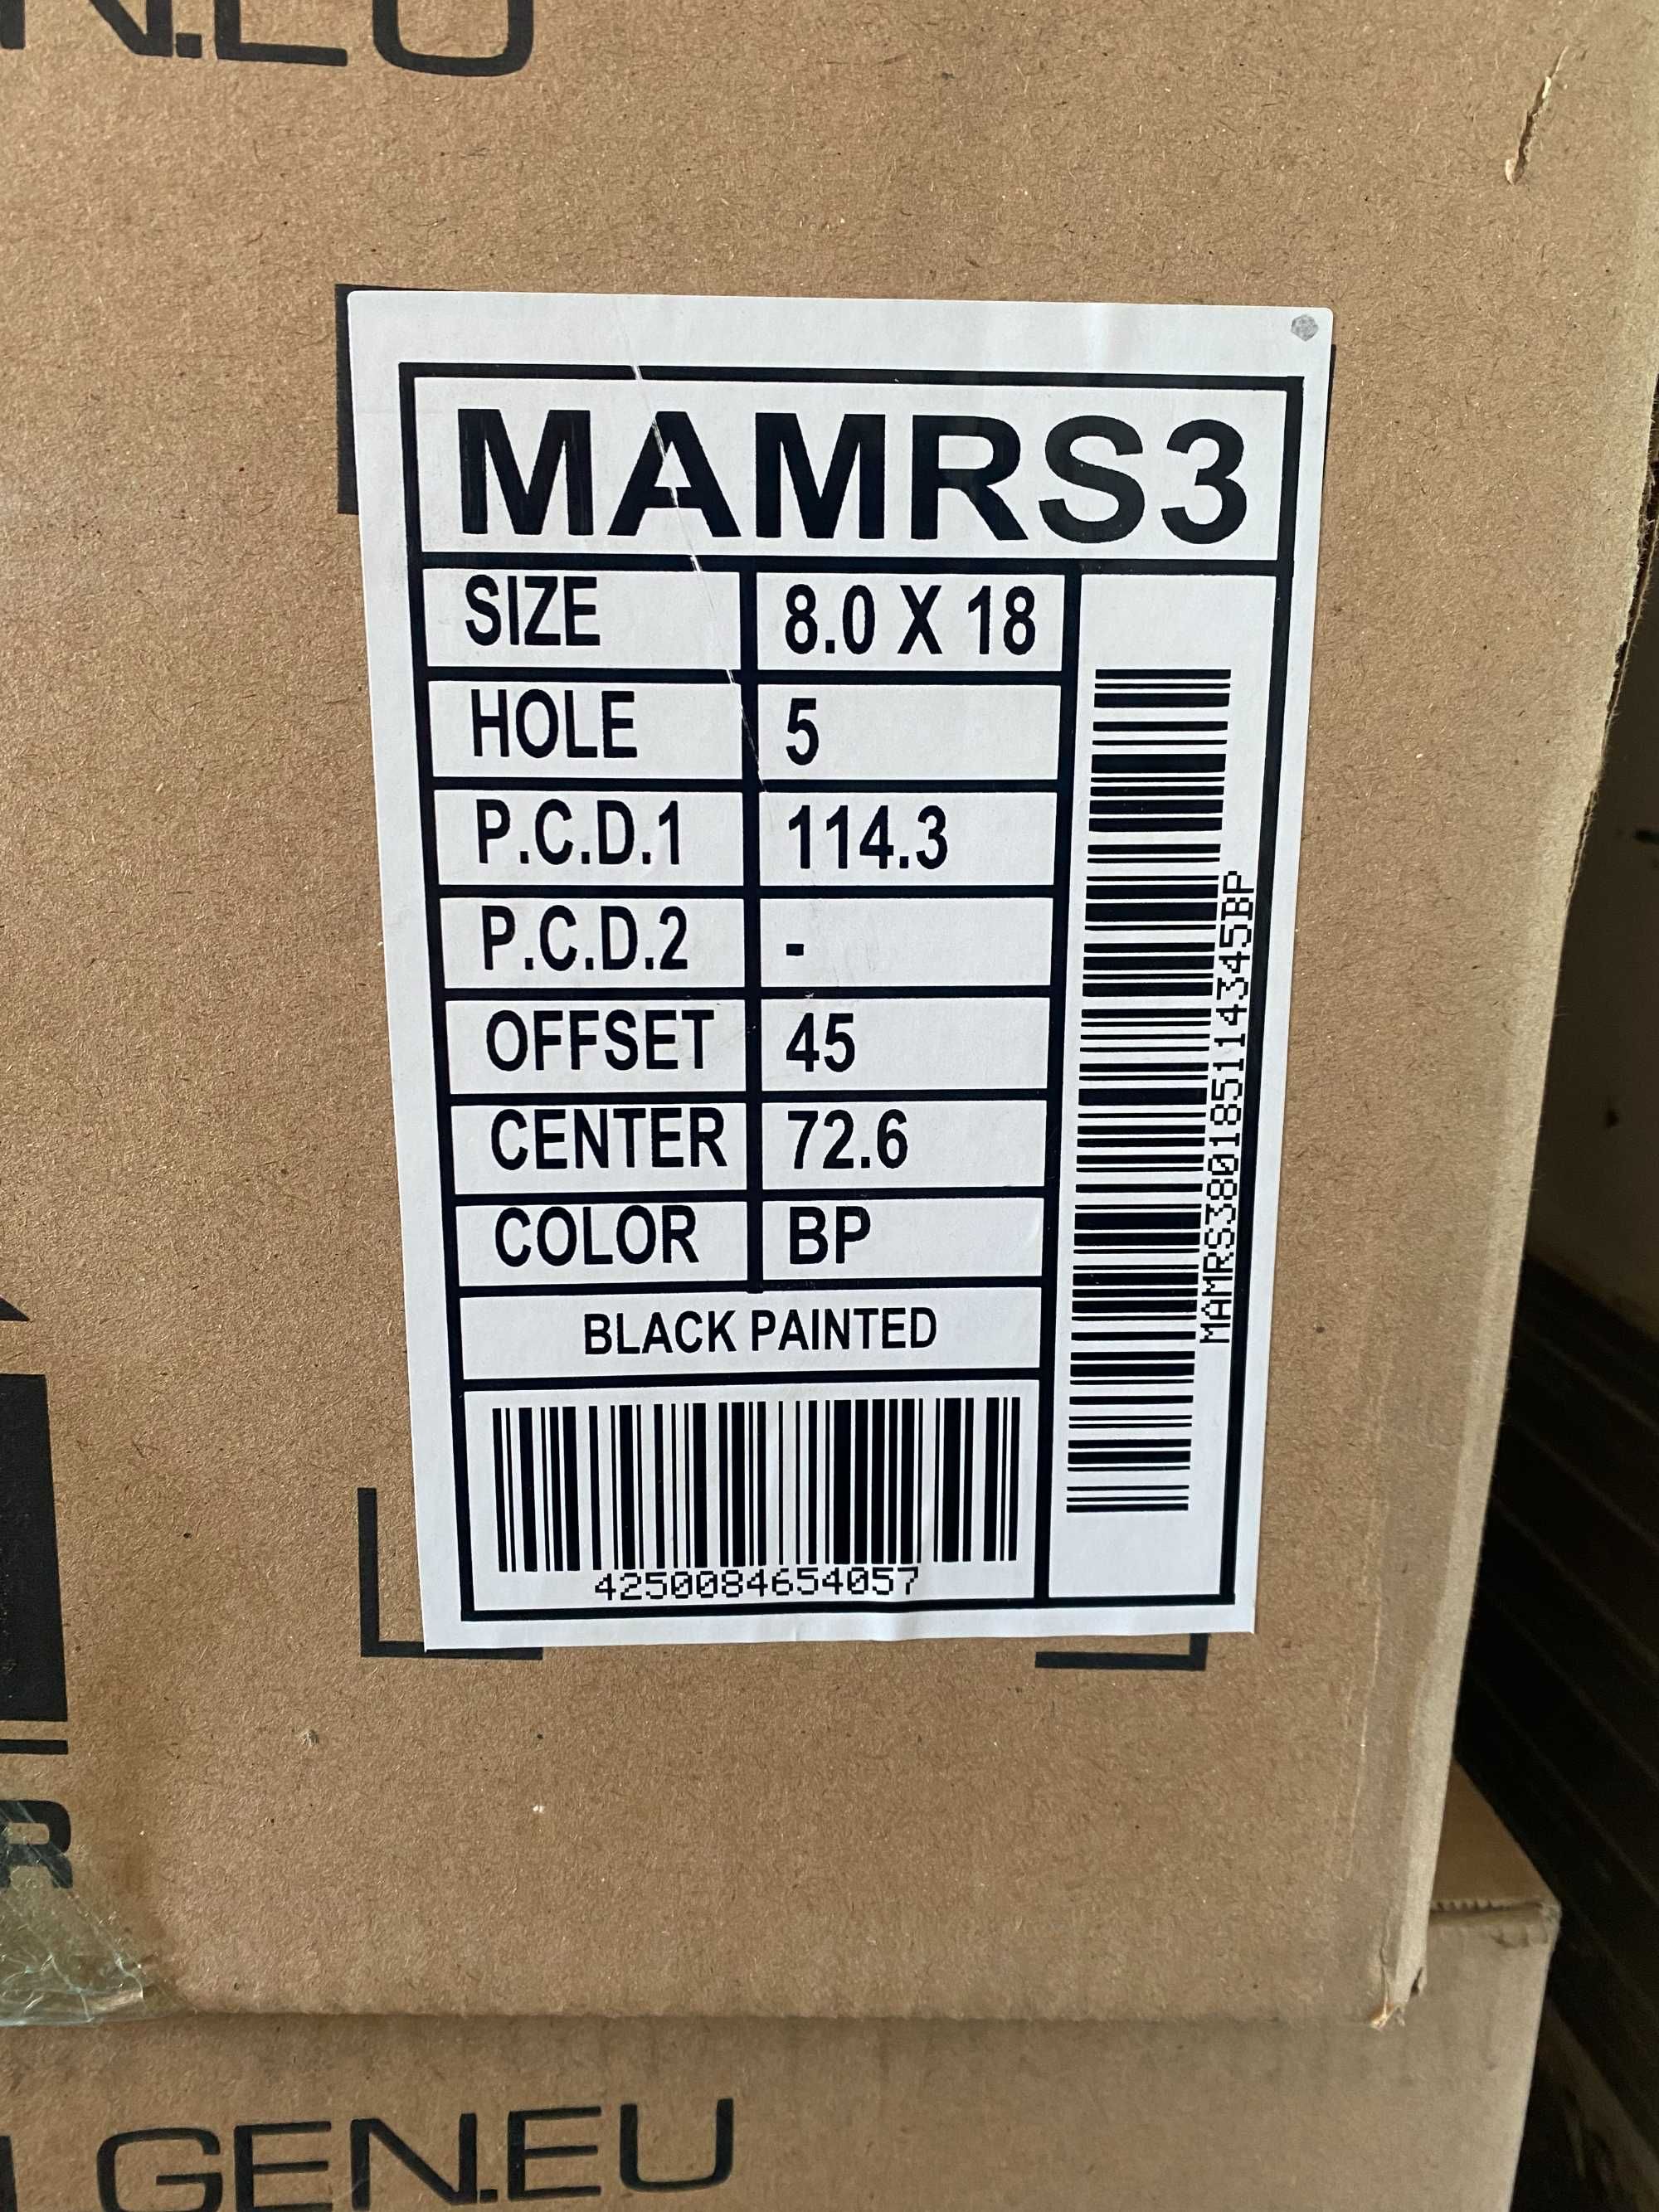 N.EU
MAMRS3
SIZE 8.0 X 18
HOLE 5
P.C.D.1 114.3
P.C.D.2 -
OFFSET 45
CENTER 72.6
COLOR BP
BLACK PAINTED
4250084654057
MAMRS380185114345BP
R
GEN.EU